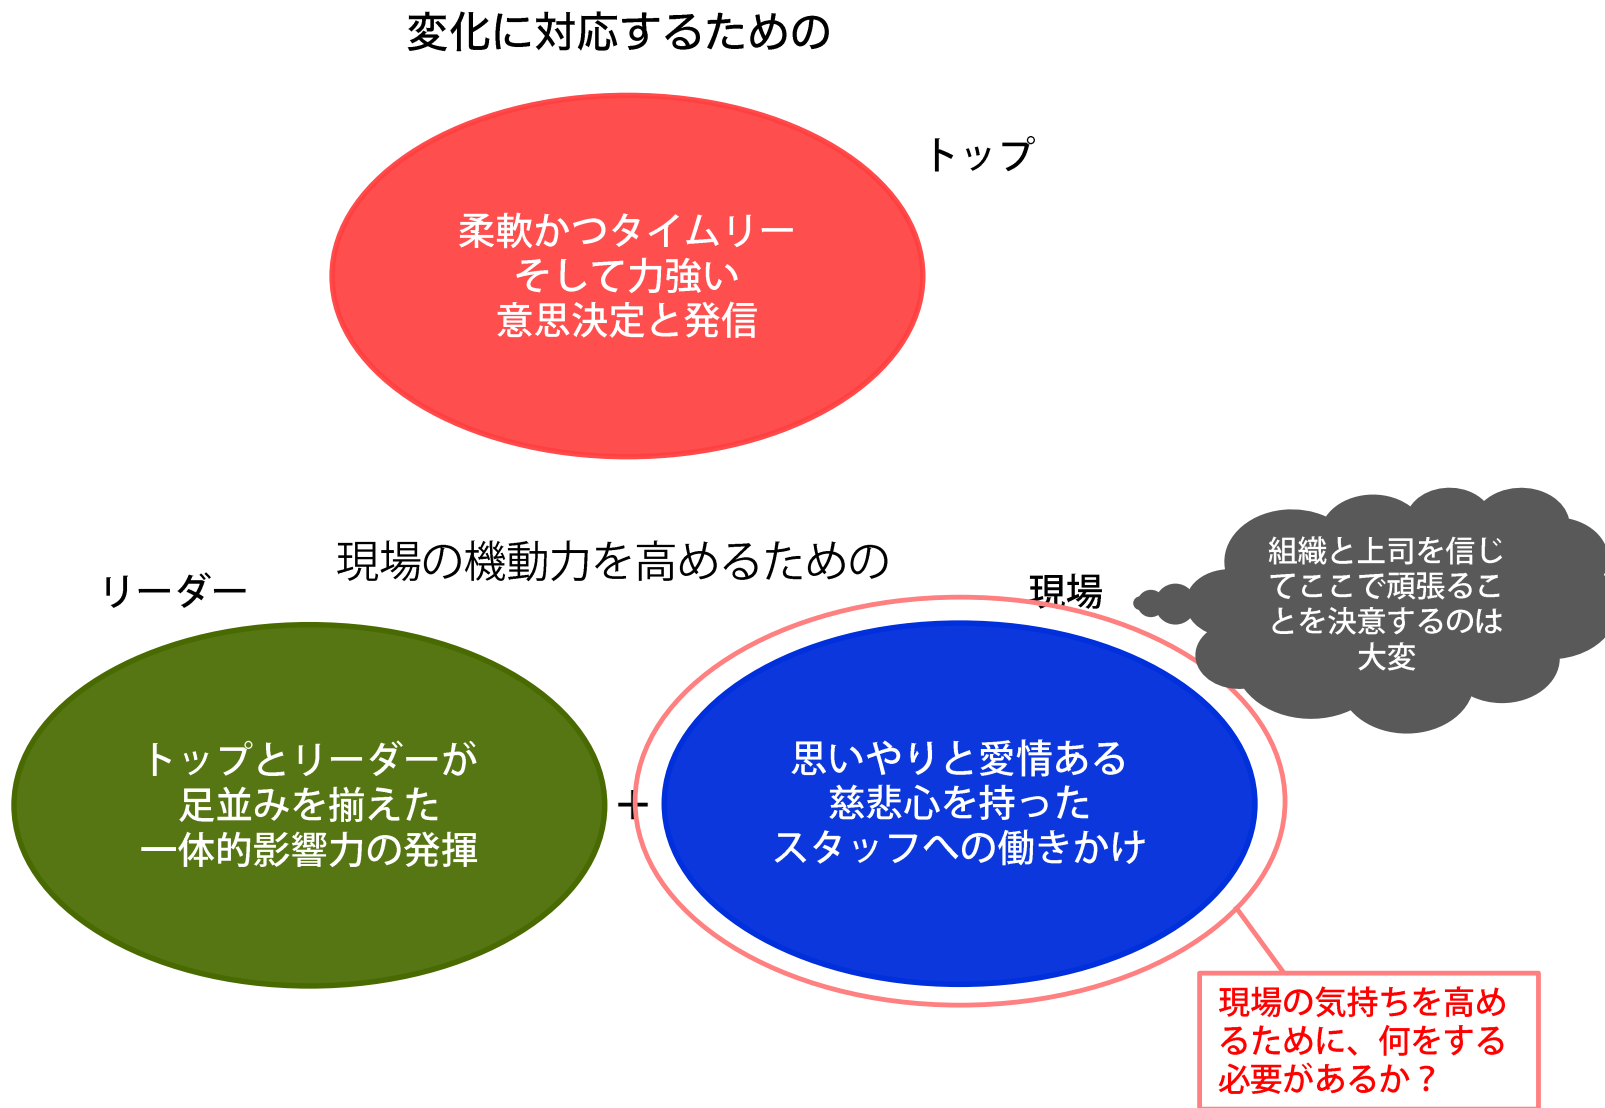 変化に対応するための
トップ
柔軟かつタイムリー
そして力強い
意思決定と発信
現場の機動力を高めるための
リーダー
現場
組織と上司を信じ
てここで頑張るこ
とを決意するのは
大変
トップとリーダーが
足並みを揃えた
一体的影響力の発揮
＋
思いやりと愛情ある
慈悲心を持った
スタッフへの働きかけ
現場の気持ちを高め
るために、何をする
必要があるか？